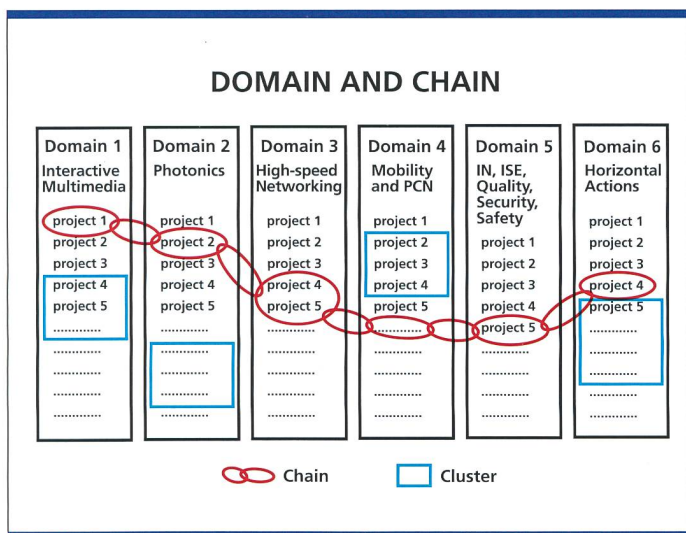 DOMAIN AND CHAIN
Domain 1
Interactive
Multimedia
project 1
project 2
project 3
project 4
project 5
...............
...............
...............
...............
...............
Domain 2
Photonics
project 1
project 2
project 3
project 4
project 5
...............
...............
...............
...............
...............
Domain 3
High-speed
Networking
project 1
project 2
project 3
project 4
project 5
...............
...............
...............
...............
...............
Domain 4
Mobility
and PCN
project 1
project 2
project 3
project 4
project 5
...............
...............
...............
...............
...............
Domain 5
IN, ISE,
Quality,
Security,
Safety
project 1
project 2
project 3
project 4
project 5
...............
...............
...............
...............
Domain 6
Horizontal
Actions
project 1
project 2
project 3
project 4
project 5
...............
...............
...............
...............
...............
Chain
Cluster